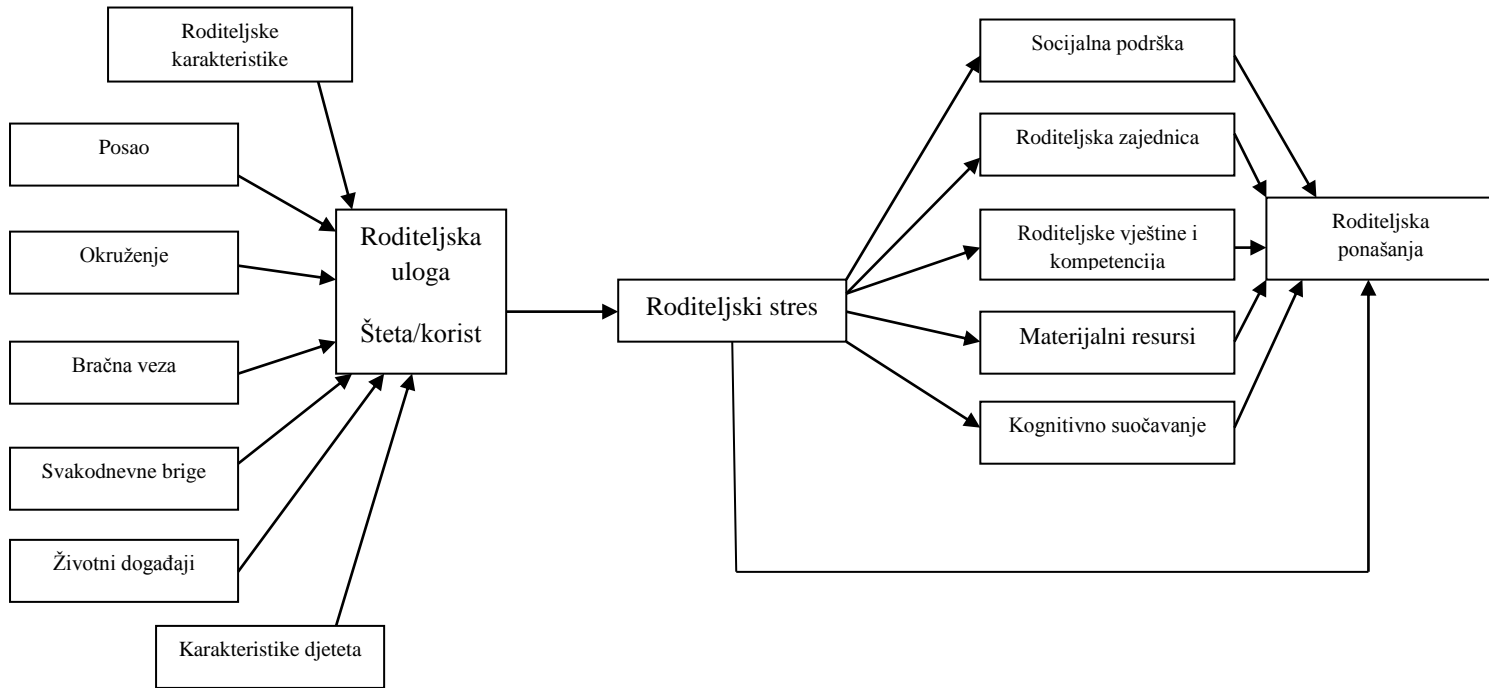 Roditeljske
karakteristike
Posao
Okruženje
Bračna veza
Svakodnevne brige
Životni događaji
Karakteristike djeteta
Roditeljska
uloga
Šteta/korist
Roditeljski stres
Socijalna podrška
Roditeljska zajednica
Roditeljske vještine i
kompetencija
Materijalni resursi
Kognitivno suočavanje
Roditeljska
ponašanja